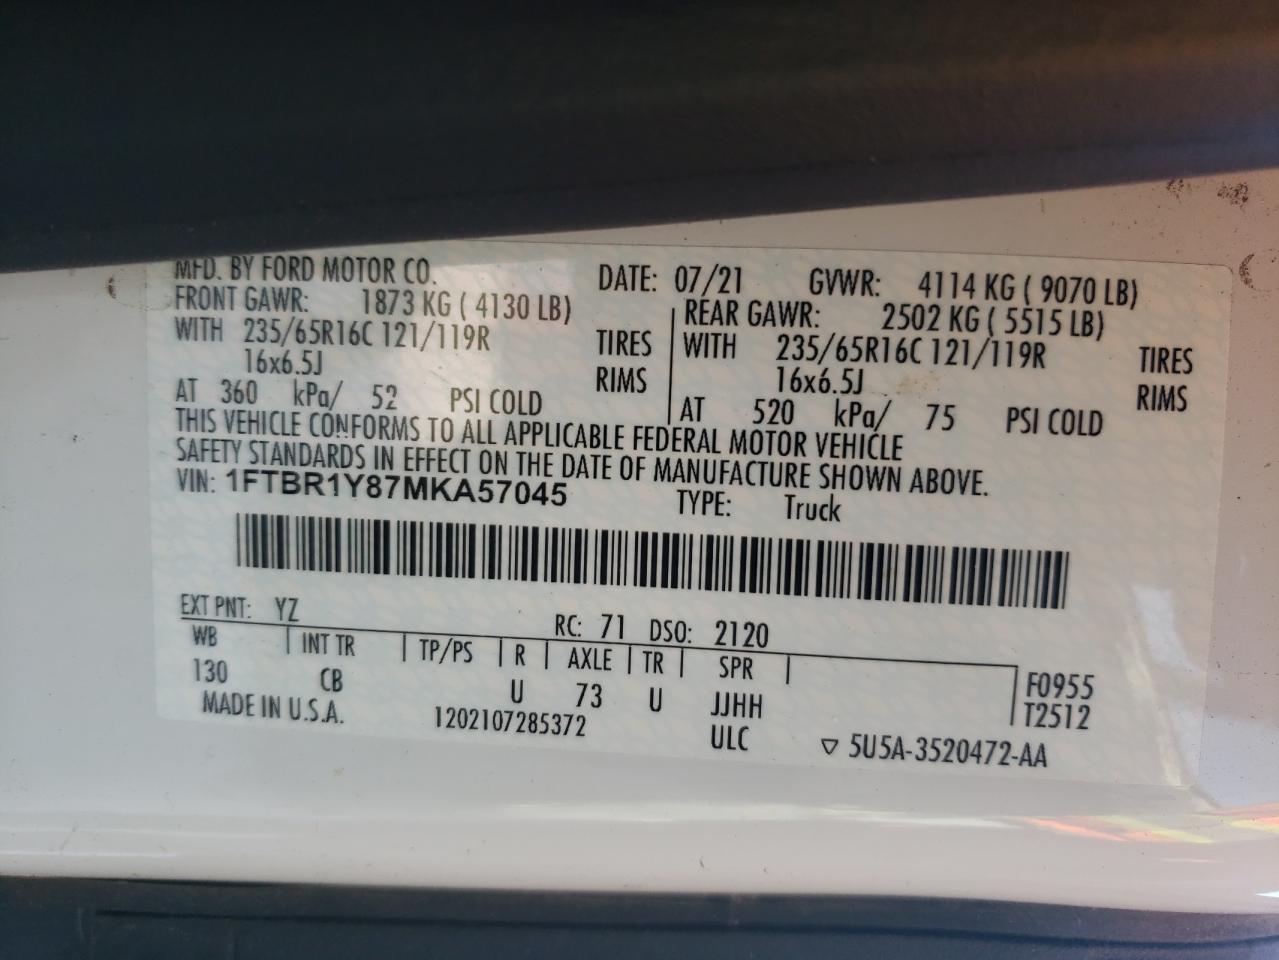 MFD. BY FORD MOTOR CO. DATE: 07/21 GVWR: 4114 KG ( 9070 LB)
FRONT GAWR: 1873 KG ( 4130 LB) REAR GAWR: 2502 KG ( 5515 LB)
WITH 235/65R16C 121/119R TIRES WITH 235/65R16C 121/119R TIRES
16x6.5J RIMS 16x6.5J RIMS
AT 360 kPa/ 52 PSI COLD AT 520 kPa/ 75 PSI COLD
THIS VEHICLE CONFORMS TO ALL APPLICABLE FEDERAL MOTOR VEHICLE
SAFETY STANDARDS IN EFFECT ON THE DATE OF MANUFACTURE SHOWN ABOVE.
VIN: 1FTBR1Y87MKA57045 TYPE: Truck
EXT PNT: YZ RC: 71 DSO: 2120
WB INT TR TP/PS R AXLE TR SPR
130 CB U 73 U JJHH F0955
T2512
MADE IN U.S.A. 1202107285372 ULC ▽ 5U5A-3520472-AA